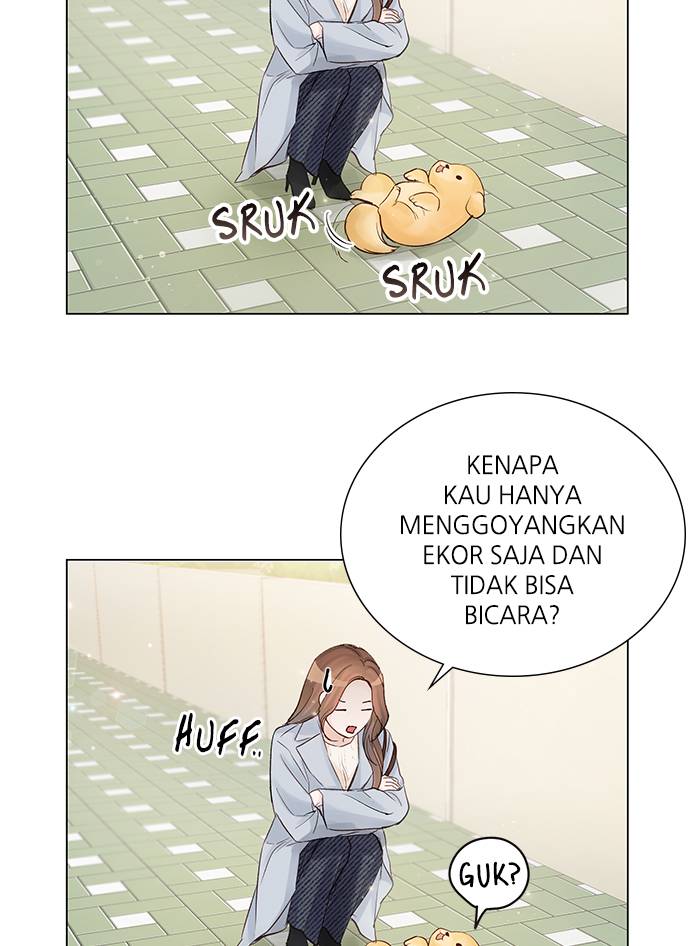 SRUK
SRUK
KENAPA
KAU HANYA
MENGGOYANGKAN
EKOR SAJA DAN
TIDAK BISA
BICARA?
HUFF..
GUK?